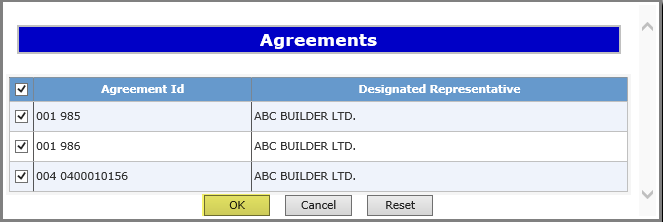 Agreements
Agreement Id Designated Representative
001 985 ABC BUILDER LTD.
001 986 ABC BUILDER LTD.
004 0400010156 ABC BUILDER LTD.
OK Cancel Reset